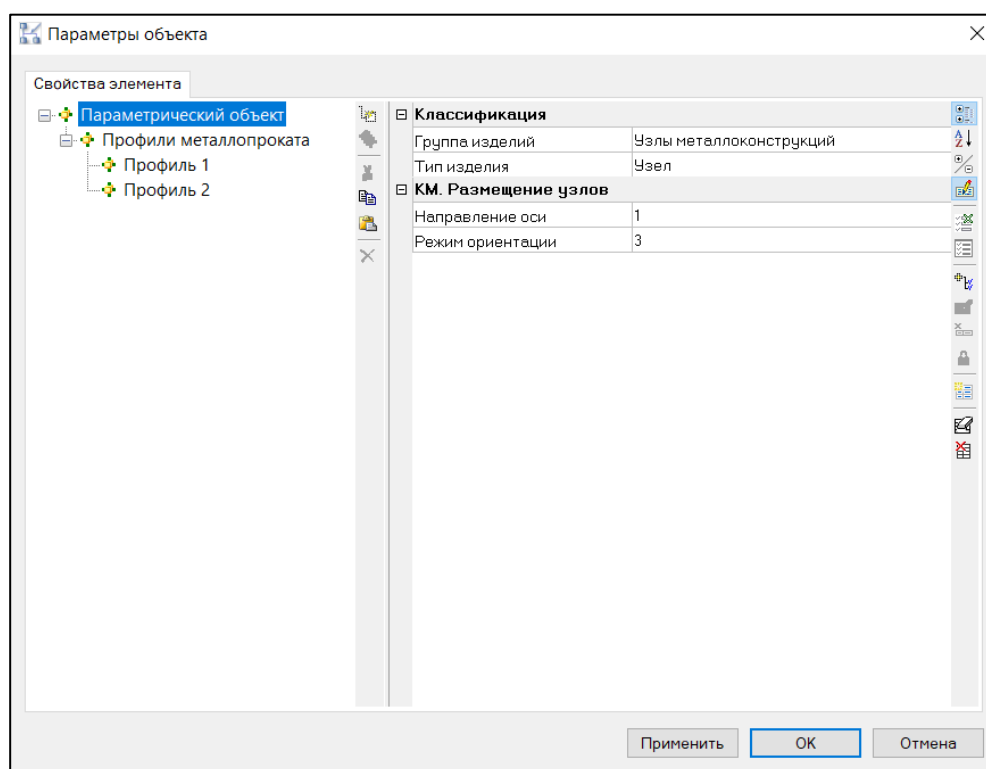 Параметры объекта
Свойства элемента
Параметрический объект
Профили металлопроката
Профиль 1
Профиль 2
Классификация
Группа изделий Узлы металлоконструкций
Тип изделия Узел
КМ. Размещение узлов
Направление оси 1
Режим ориентации 3
Применить OK Отмена